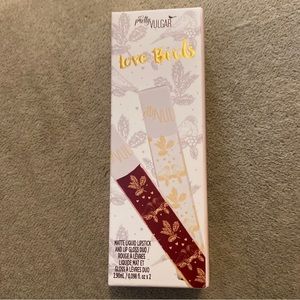 pretty
VULGAR
Love Birds
MATTE LIQUID LIPSTICK
AND LIP GLOSS DUO /
ROUGE À LÈVRES
LIQUIDE MAT ET
GLOSS À LÈVRES DUO
2.90mL / 0.098 fl oz x 2